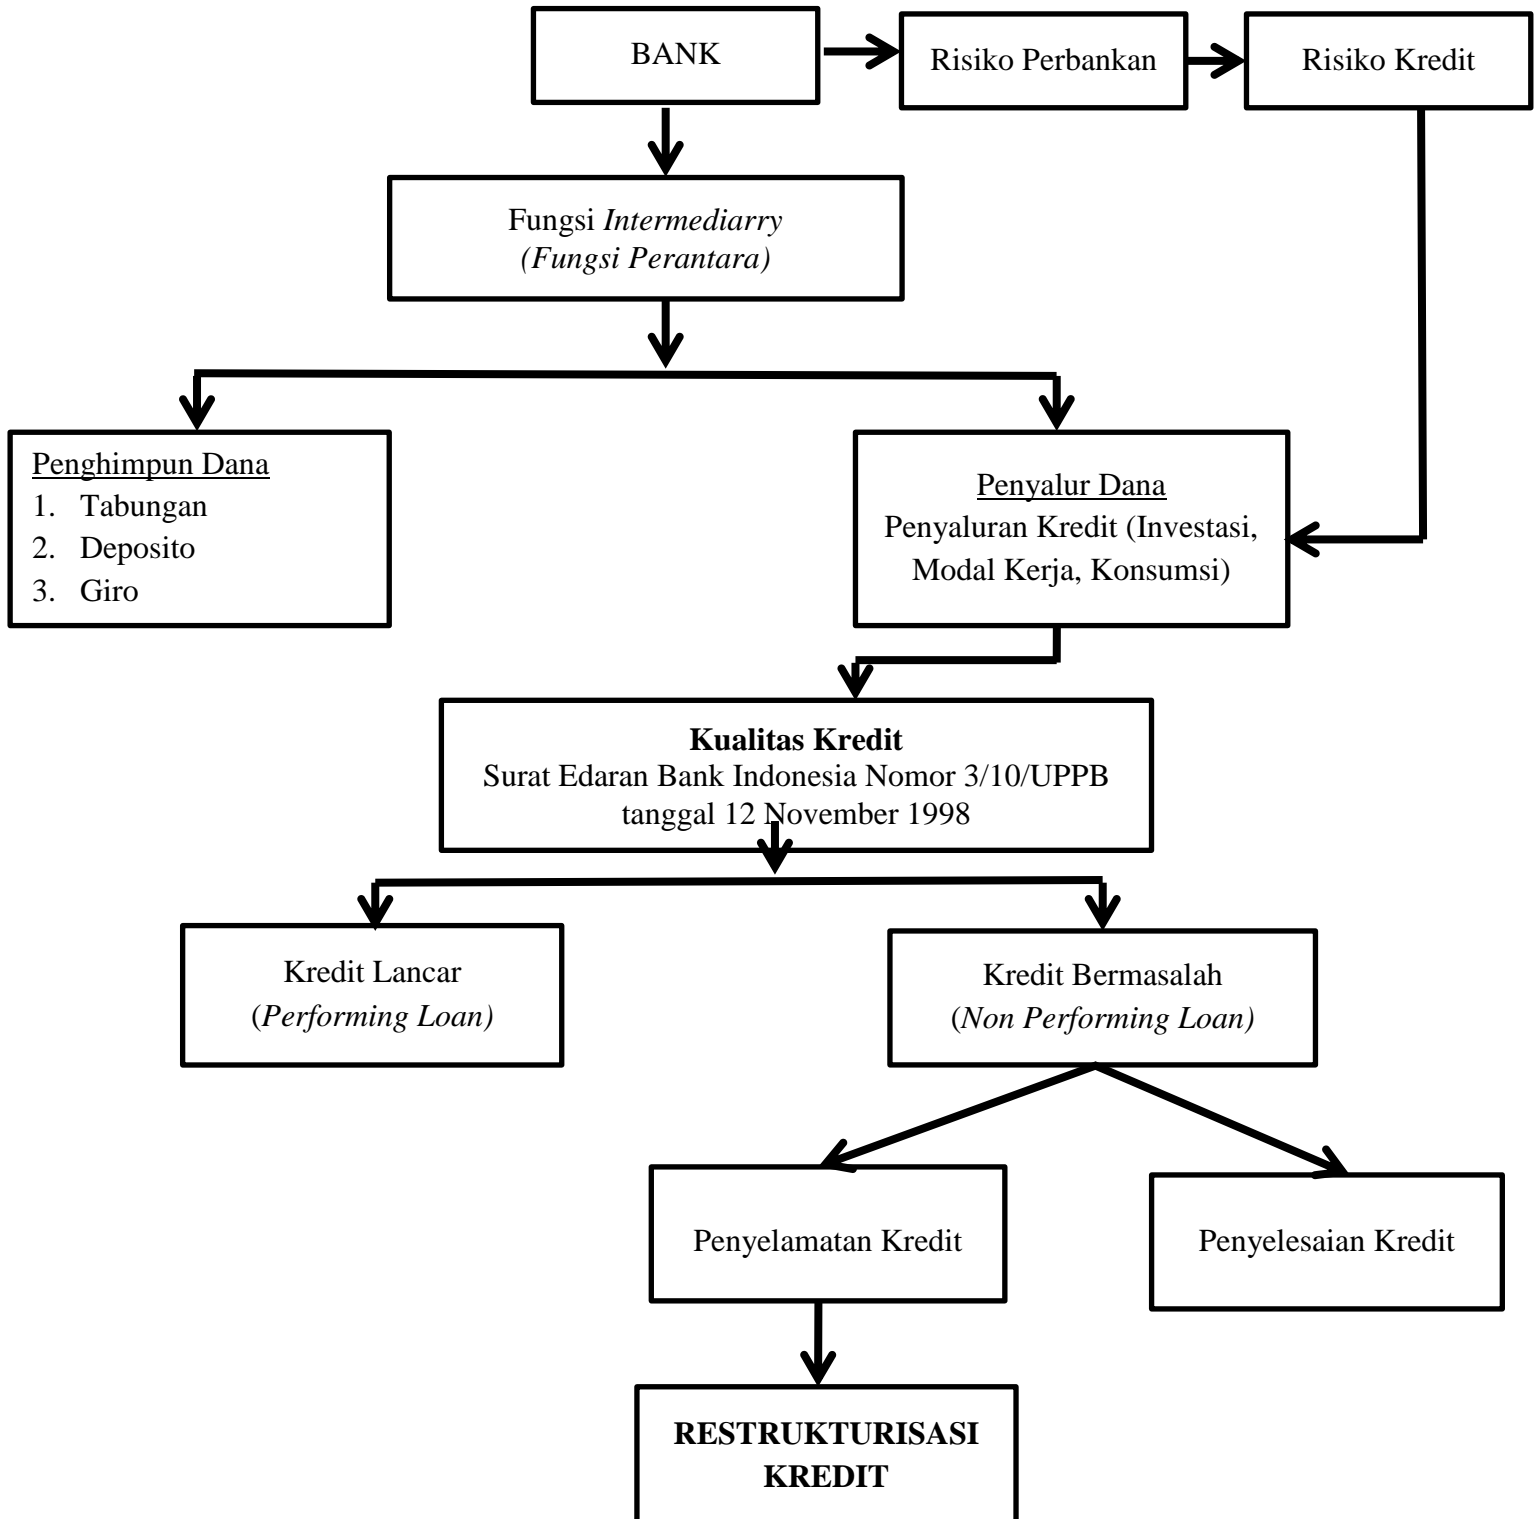 BANK
Risiko Perbankan
Risiko Kredit
Fungsi Intermediarry
(Fungsi Perantara)
Penghimpun Dana
1. Tabungan
2. Deposito
3. Giro
Penyalur Dana
Penyaluran Kredit (Investasi,
Modal Kerja, Konsumsi)
Kualitas Kredit
Surat Edaran Bank Indonesia Nomor 3/10/UPPB
tanggal 12 November 1998
Kredit Lancar
(Performing Loan)
Kredit Bermasalah
(Non Performing Loan)
Penyelamatan Kredit
Penyelesaian Kredit
RESTRUKTURISASI
KREDIT